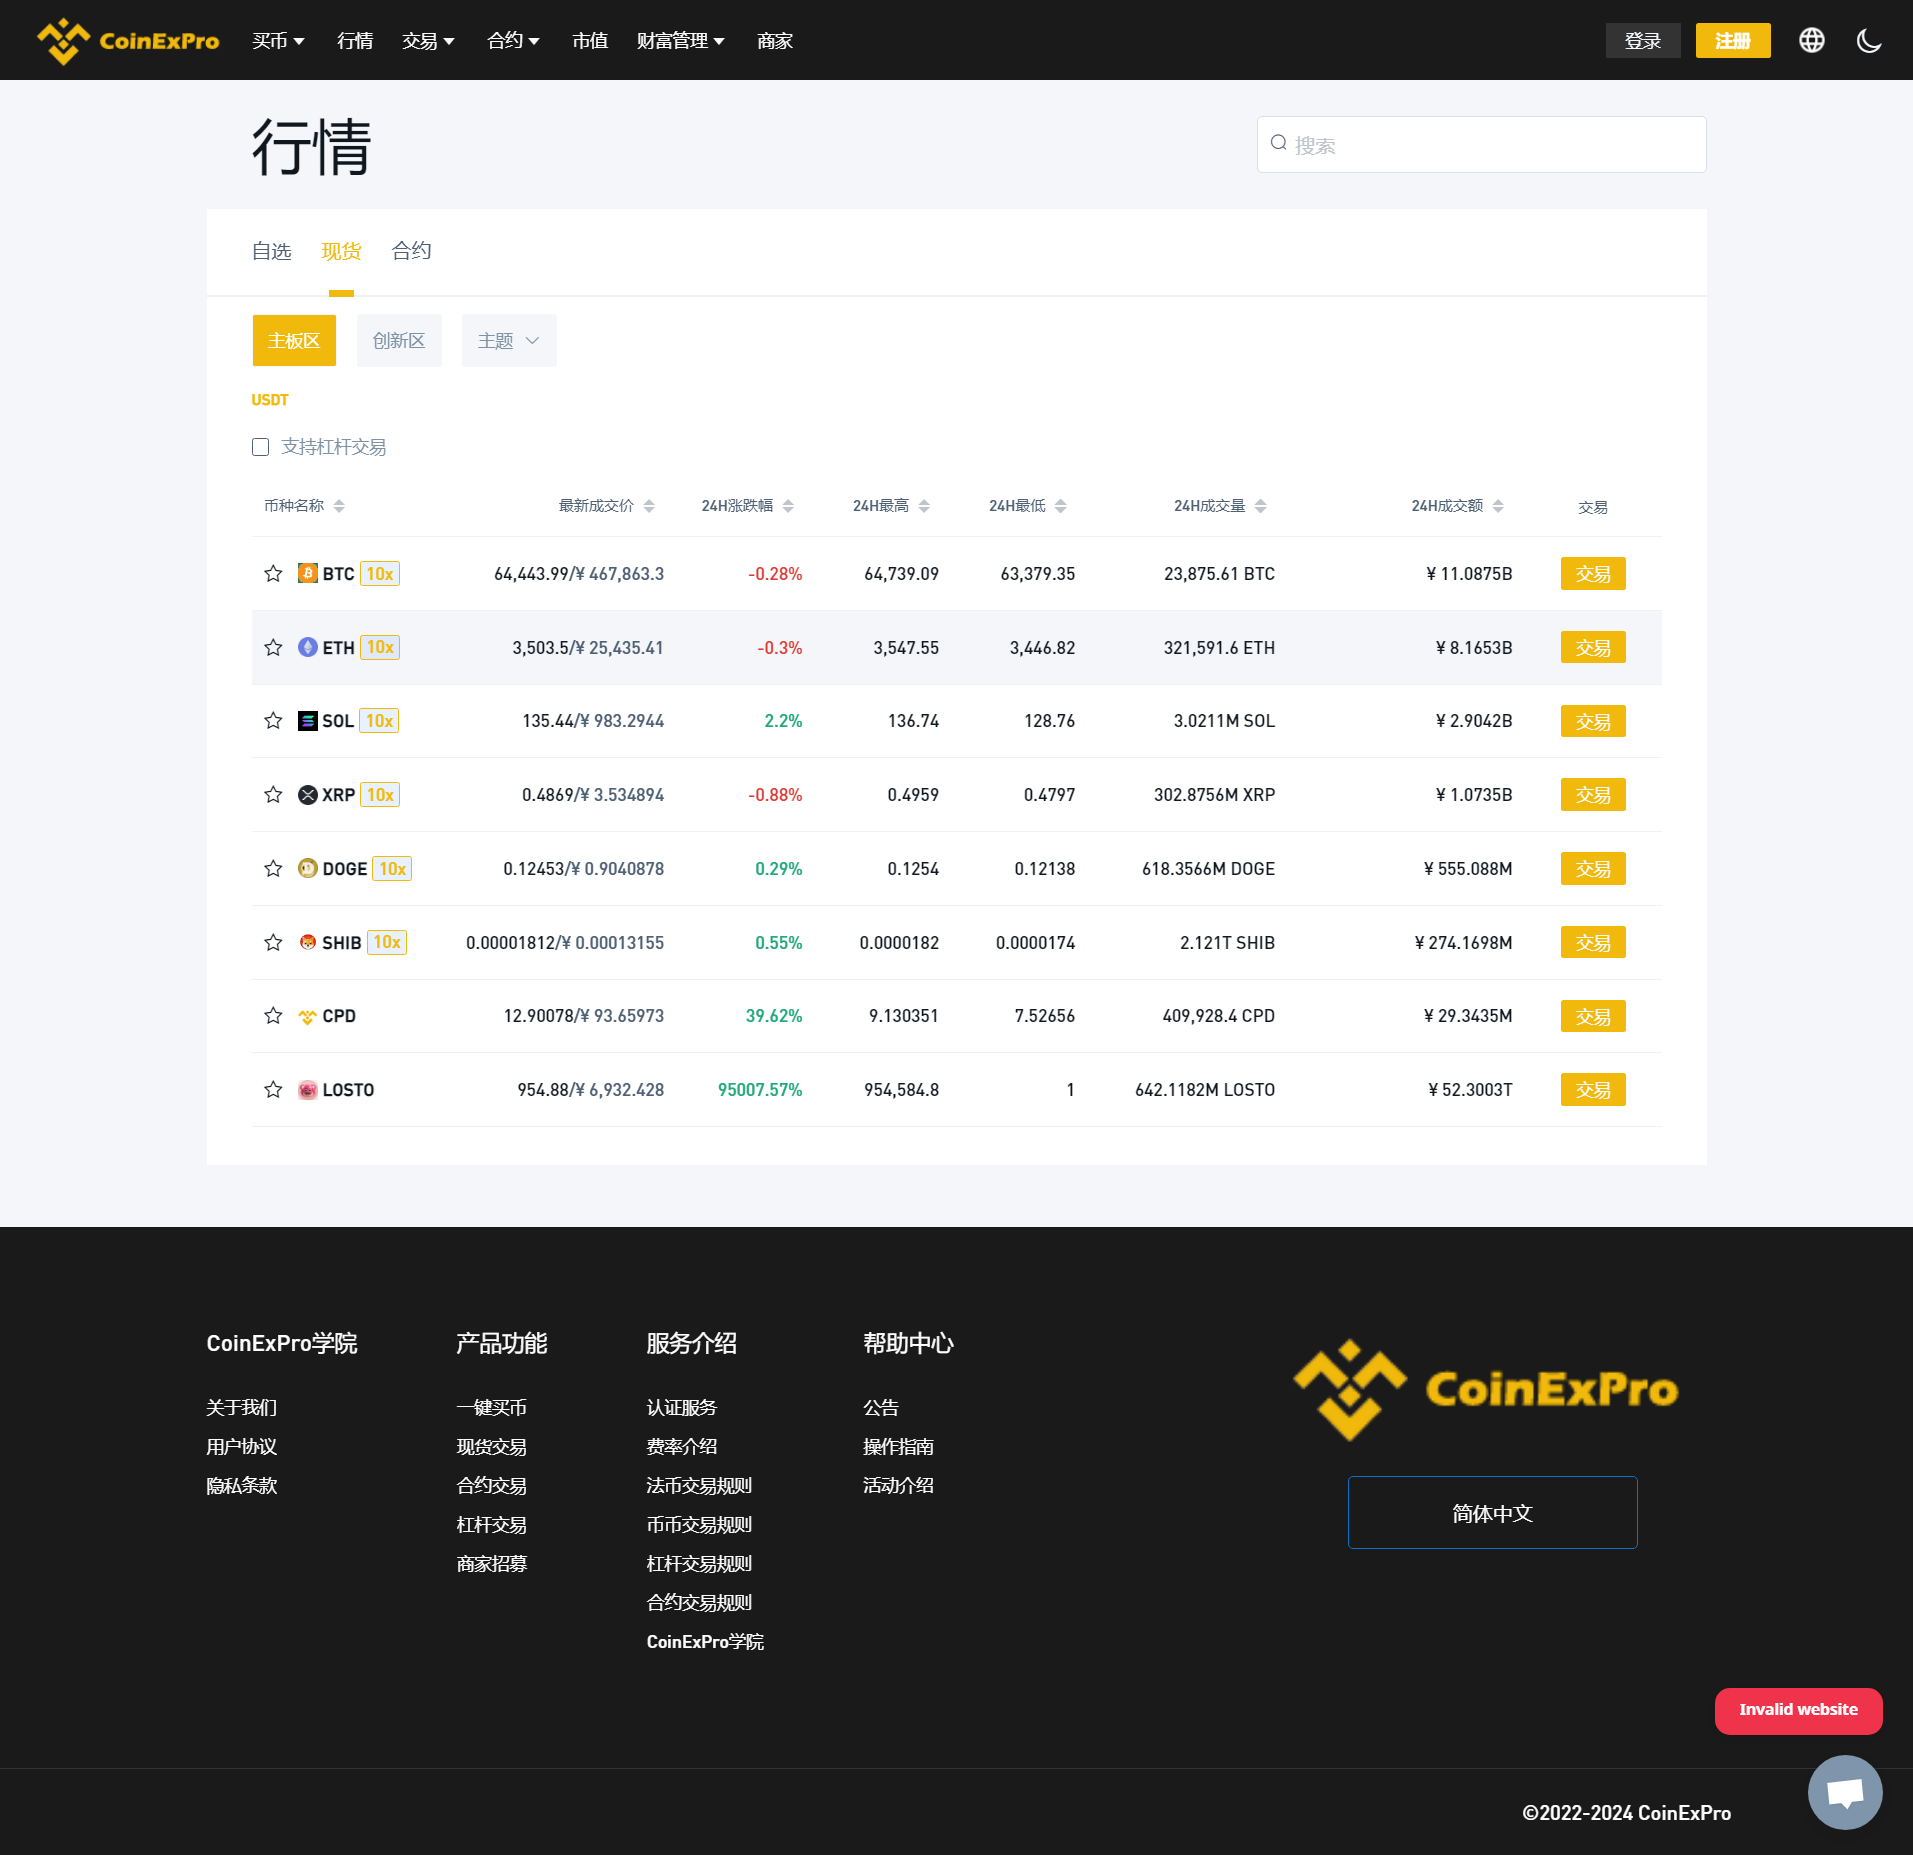 CoinExPro 买币 行情 交易 合约 市值 财富管理 商家 登录 注册
行情
搜索
自选 现货 合约
主板区 创新区 主题
USDT
支持杠杆交易
币种名称 最新成交价 24H涨跌幅 24H最高 24H最低 24H成交量 24H成交额 交易
BTC 10x 64,443.99/¥ 467,863.3 -0.28% 64,739.09 63,379.35 23,875.61 BTC ¥ 11.0875B 交易
ETH 10x 3,503.5/¥ 25,435.41 -0.3% 3,547.55 3,446.82 321,591.6 ETH ¥ 8.1653B 交易
SOL 10x 135.44/¥ 983.2944 2.2% 136.74 128.76 3.0211M SOL ¥ 2.9042B 交易
XRP 10x 0.4869/¥ 3.534894 -0.88% 0.4959 0.4797 302.8756M XRP ¥ 1.0735B 交易
DOGE 10x 0.12453/¥ 0.9040878 0.29% 0.1254 0.12138 618.3566M DOGE ¥ 555.088M 交易
SHIB 10x 0.00001812/¥ 0.00013155 0.55% 0.0000182 0.0000174 2.121T SHIB ¥ 274.1698M 交易
CPD 12.90078/¥ 93.65973 39.62% 9.130351 7.52656 409,928.4 CPD ¥ 29.3435M 交易
LOSTO 954.88/¥ 6,932.428 95007.57% 954,584.8 1 642.1182M LOSTO ¥ 52.3003T 交易
CoinExPro学院
关于我们
用户协议
隐私条款
产品功能
一键买币
现货交易
合约交易
杠杆交易
商家招募
服务介绍
认证服务
费率介绍
法币交易规则
币币交易规则
杠杆交易规则
合约交易规则
CoinExPro学院
帮助中心
公告
操作指南
活动介绍
CoinExPro
简体中文
Invalid website
©2022-2024 CoinExPro